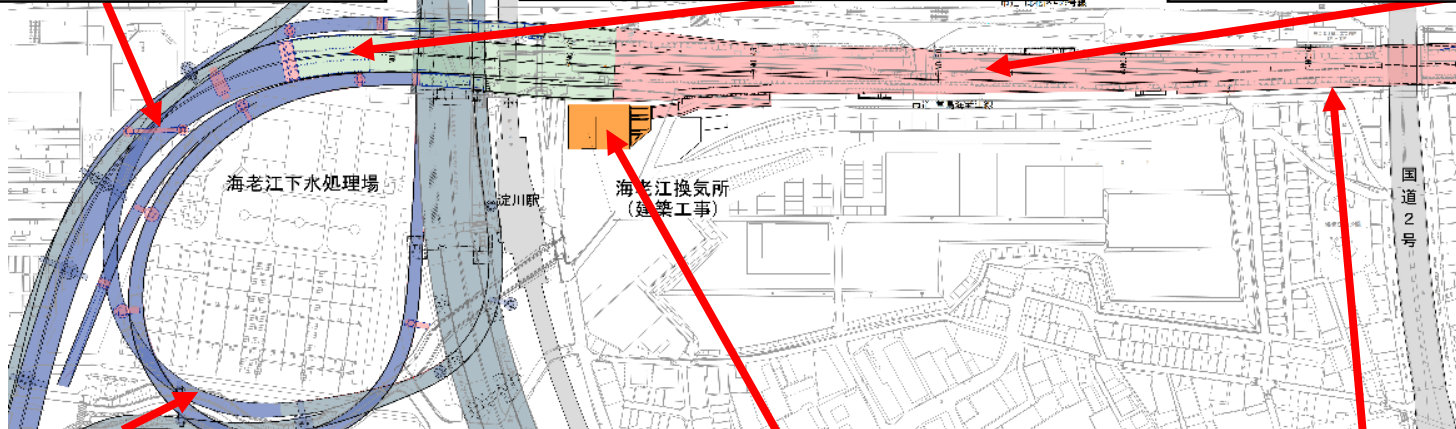 海老江下水処理場
淀川駅
海老江換気所
(建築工事)
国道2号